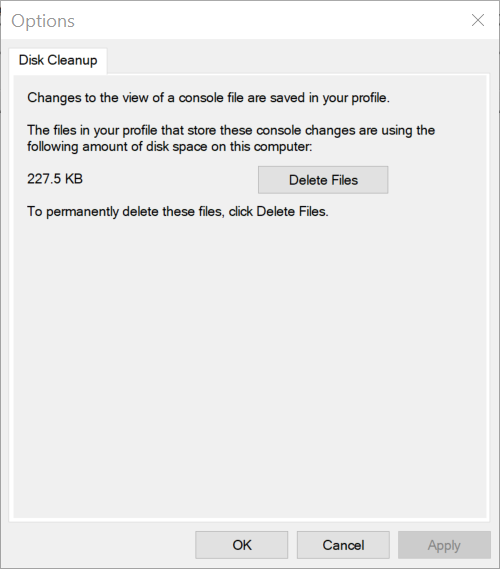 Options
Disk Cleanup
Changes to the view of a console file are saved in your profile.
The files in your profile that store these console changes are using the
following amount of disk space on this computer:
227.5 KB
Delete Files
To permanently delete these files, click Delete Files.
OK
Cancel
Apply